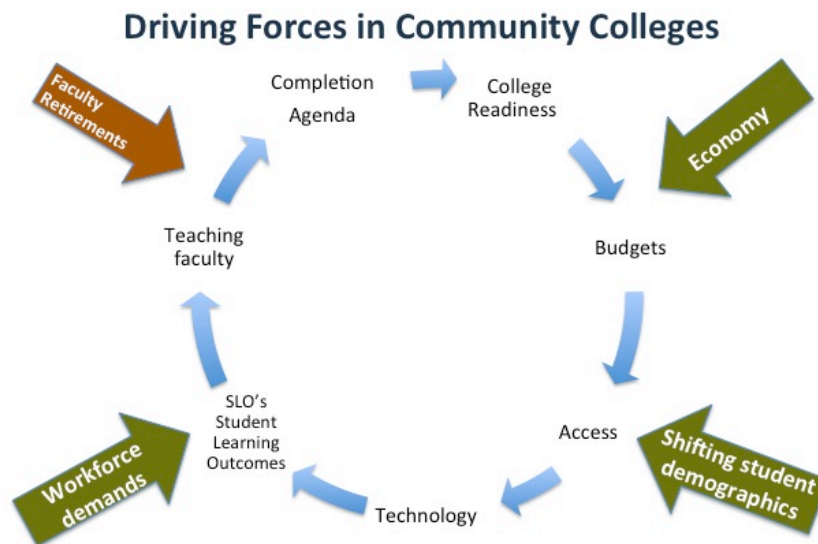 Driving Forces in Community Colleges
Faculty
Retirements
Completion
Agenda
College
Readiness
Economy
Teaching
faculty
Budgets
SLO's
Student
Learning
Outcomes
Access
Workforce
demands
Shifting student
demographics
Technology